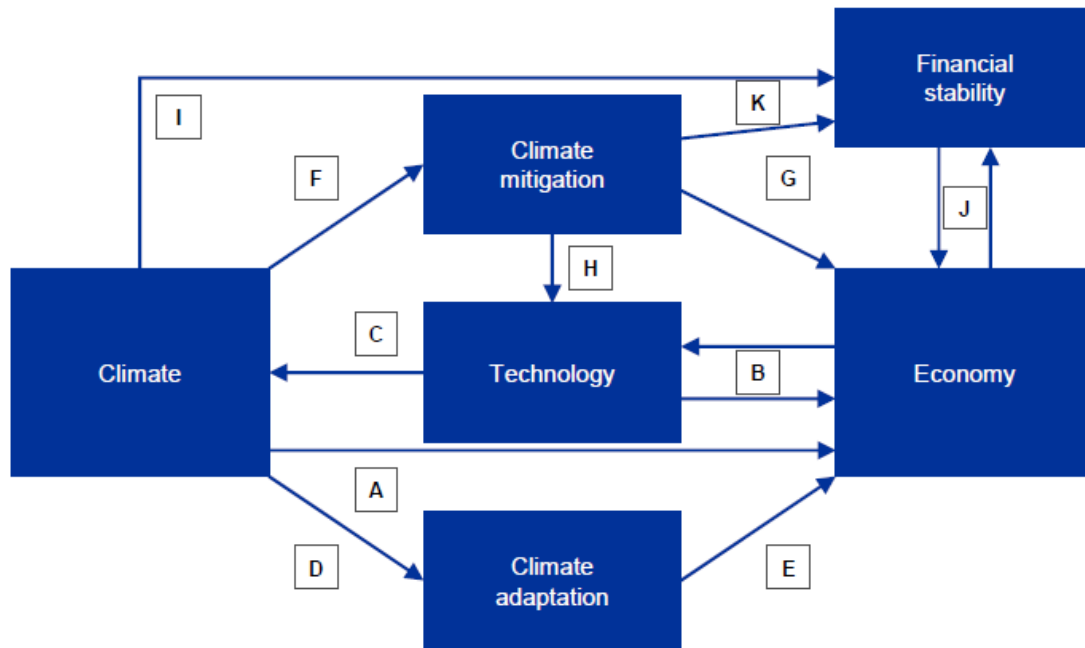 Financial
stability
K
I
Climate
mitigation
F
G
J
H
C
Climate
Technology
B
Economy
A
D
Climate
adaptation
E